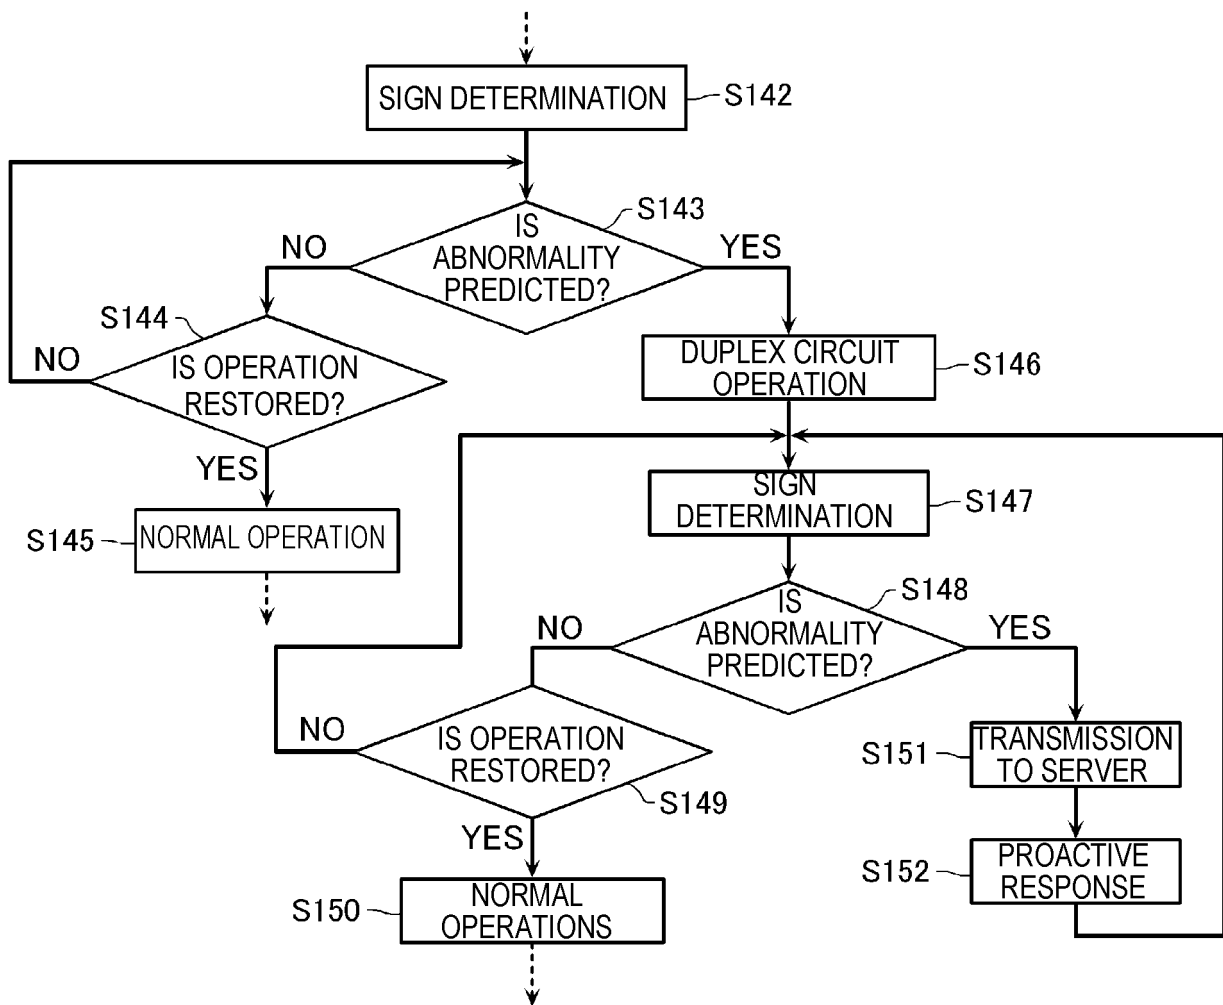 SIGN DETERMINATION
S142
IS
ABNORMALITY
PREDICTED?
S143
NO
YES
S144
IS OPERATION
RESTORED?
NO
YES
DUPLEX CIRCUIT
OPERATION
S146
S145
NORMAL OPERATION
SIGN
DETERMINATION
S147
IS
ABNORMALITY
PREDICTED?
S148
NO
YES
IS OPERATION
RESTORED?
NO
S149
YES
S151
TRANSMISSION
TO SERVER
S152
PROACTIVE
RESPONSE
S150
NORMAL
OPERATIONS